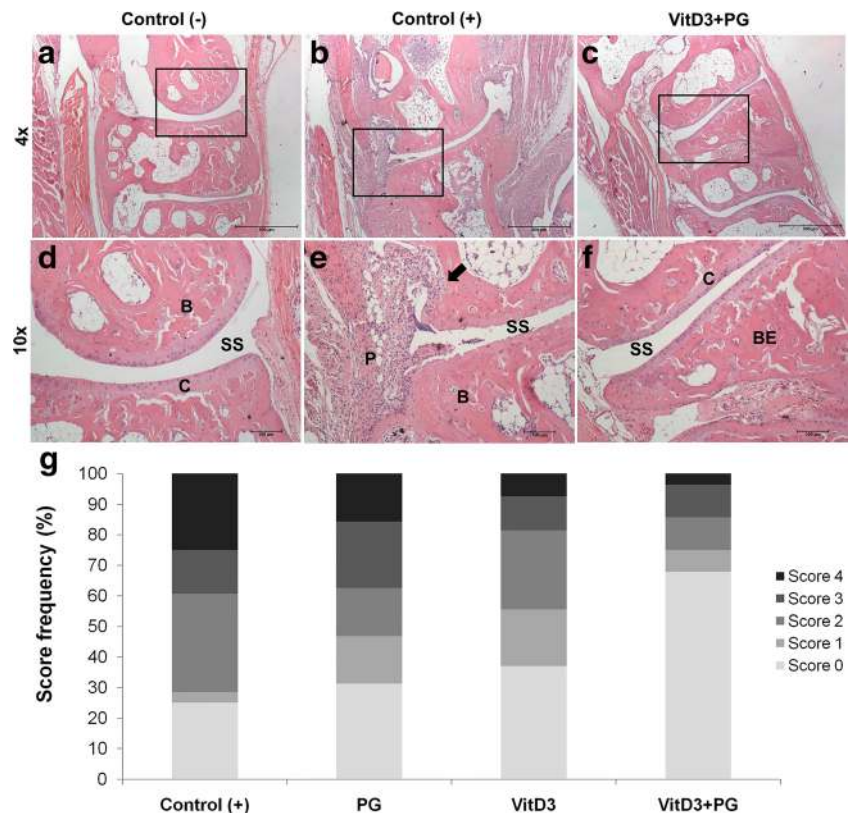 Control (-) Control (+) VitD3+PG
4x
a b c
10x
d e f
B SS C
P SS B
C SS BE
g
Score frequency (%)
100
90
80
70
60
50
40
30
20
10
0
Score 4
Score 3
Score 2
Score 1
Score 0
Control (+) PG VitD3 VitD3+PG